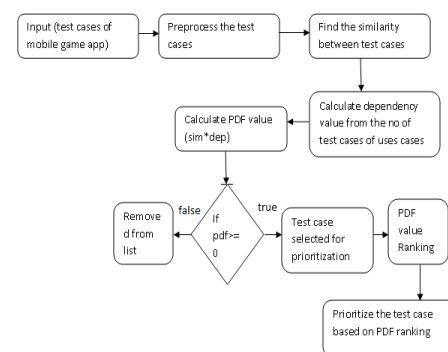 Input (test cases of
mobile game app)
Preprocess the test
cases
Find the similarity
between test cases
Calculate dependency
value from the no of
test cases of uses cases
Calculate PDF value
(sim*dep)
If
pdf>=
0
false
true
Remove
d from
list
Test case
selected for
prioritization
PDF
value
Ranking
Prioritize the test case
based on PDF ranking